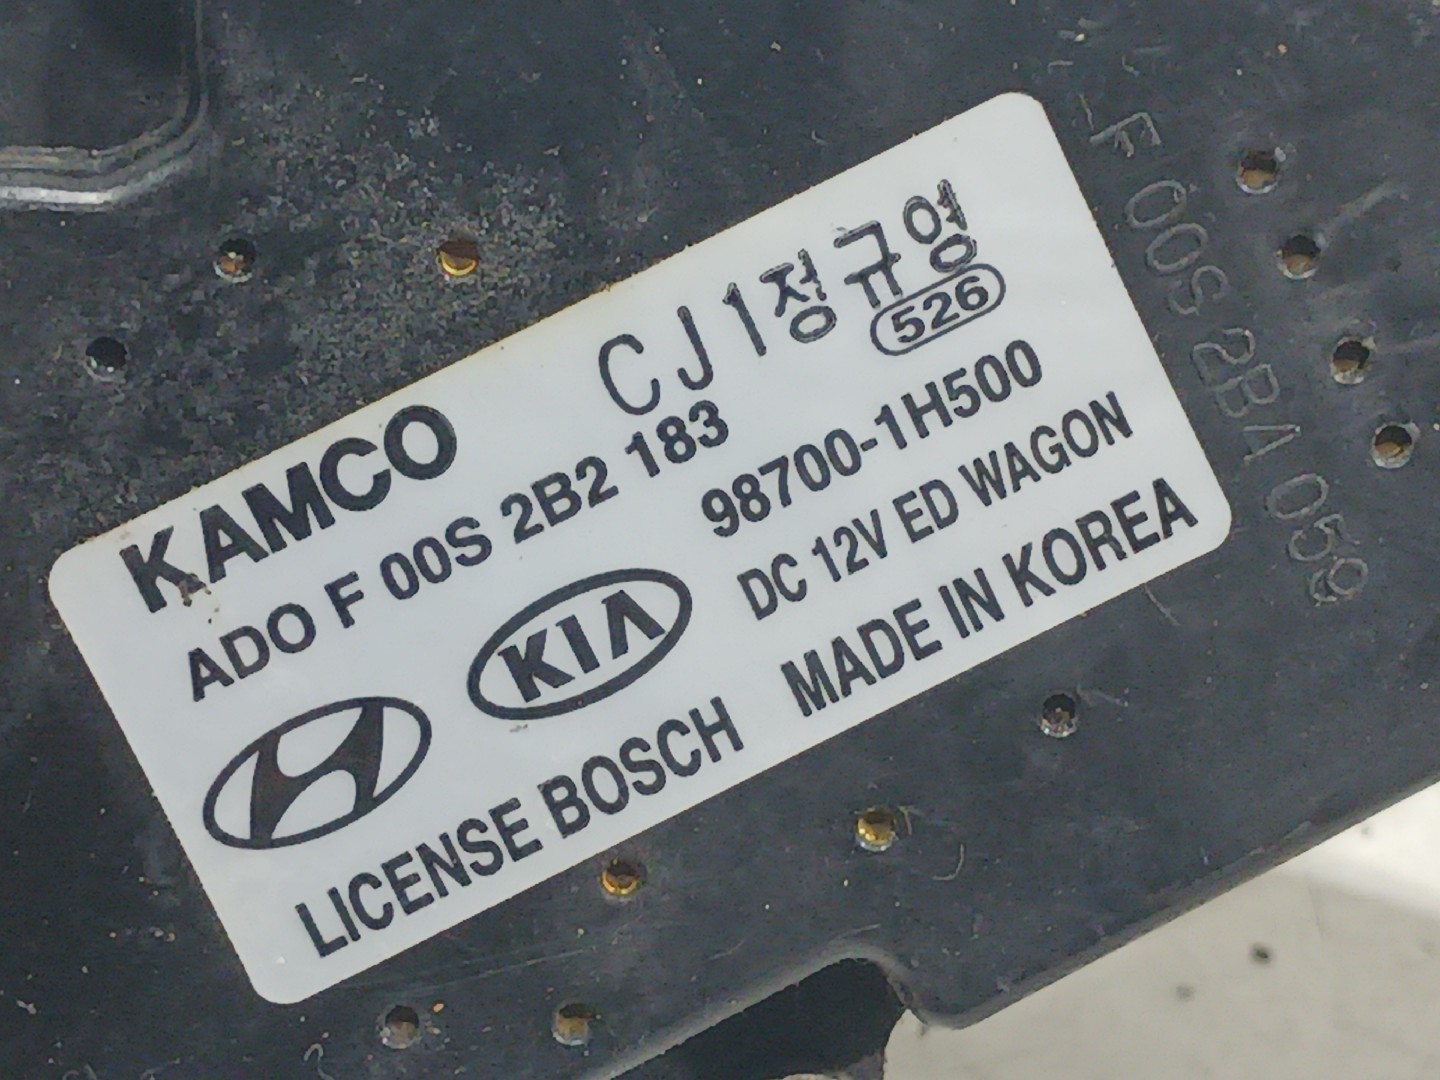 KAMCO
CJ1정규영
526
ADO F 00S 2B2 183
98700-1H500
KIA
DC 12V ED WAGON
LICENSE BOSCH
MADE IN KOREA
F 00S 2BA 059